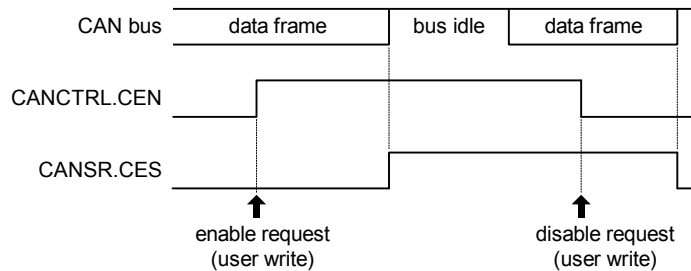 CAN bus
data frame
bus idle
data frame
CANCTRL.CEN
CANSR.CES
enable request
(user write)
disable request
(user write)